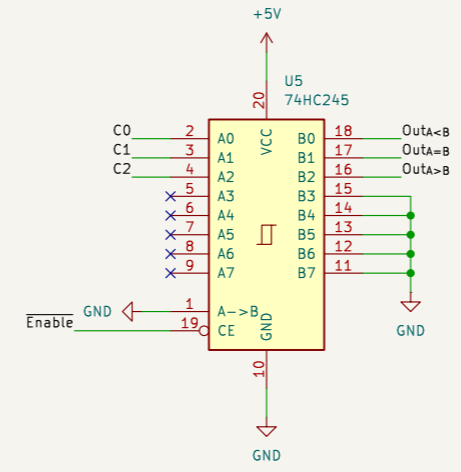 +5V
U5
74HC245
20
VCC
C0 2 A0 B0 18 OutA<B
C1 3 A1 B1 17 OutA=B
C2 4 A2 B2 16 OutA>B
5 A3 B3 15
6 A4 B4 14
7 A5 B5 13
8 A6 B6 12
9 A7 B7 11
GND 1 A->B
Enable 19 CE
GND
10
GND
GND